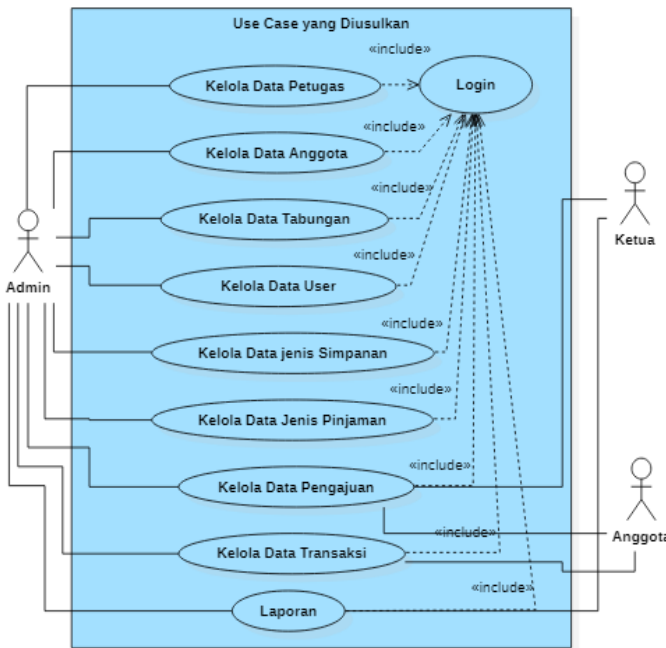 Use Case yang Diusulkan
«include»
Kelola Data Petugas
Login
«include»
Kelola Data Anggota
«include»
Kelola Data Tabungan
Ketua
«include»
Kelola Data User
Admin
«include»
Kelola Data jenis Simpanan
«include»
Kelola Data Jenis Pinjaman
«include»
Kelola Data Pengajuan
«include»
Anggota
Kelola Data Transaksi
«include»
Laporan